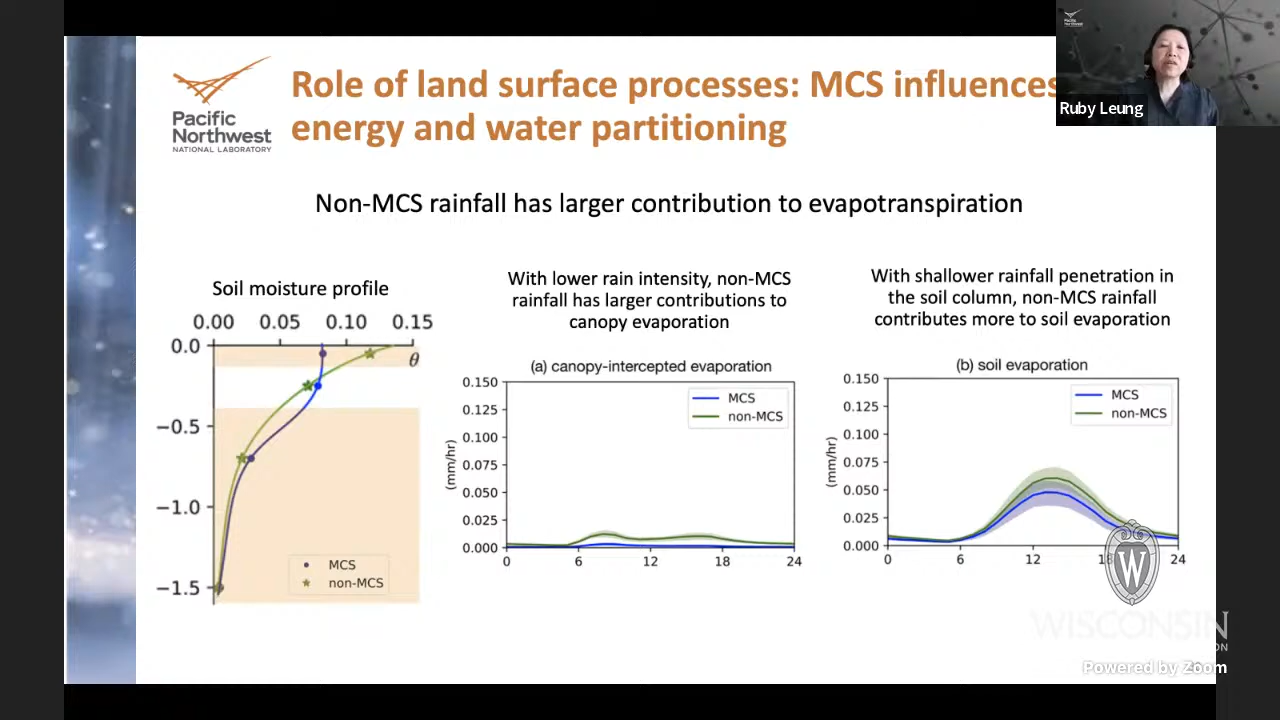 Role of land surface processes: MCS influences
energy and water partitioning
Pacific
Northwest
NATIONAL LABORATORY
Pacific
Northwest
Ruby Leung
Non-MCS rainfall has larger contribution to evapotranspiration
Soil moisture profile
0.00 0.05 0.10 0.15
θ
0.0
−0.5
−1.0
−1.5
MCS
non-MCS
With lower rain intensity, non-MCS
rainfall has larger contributions to
canopy evaporation
(a) canopy-intercepted evaporation
0.150
0.125
0.100
0.075
0.050
0.025
0.000
(mm/hr)
MCS
non-MCS
0 6 12 18 24
With shallower rainfall penetration in
the soil column, non-MCS rainfall
contributes more to soil evaporation
(b) soil evaporation
0.150
0.125
0.100
0.075
0.050
0.025
0.000
(mm/hr)
MCS
non-MCS
0 6 12 18 24
W
WISCONSIN
Powered by Zoom